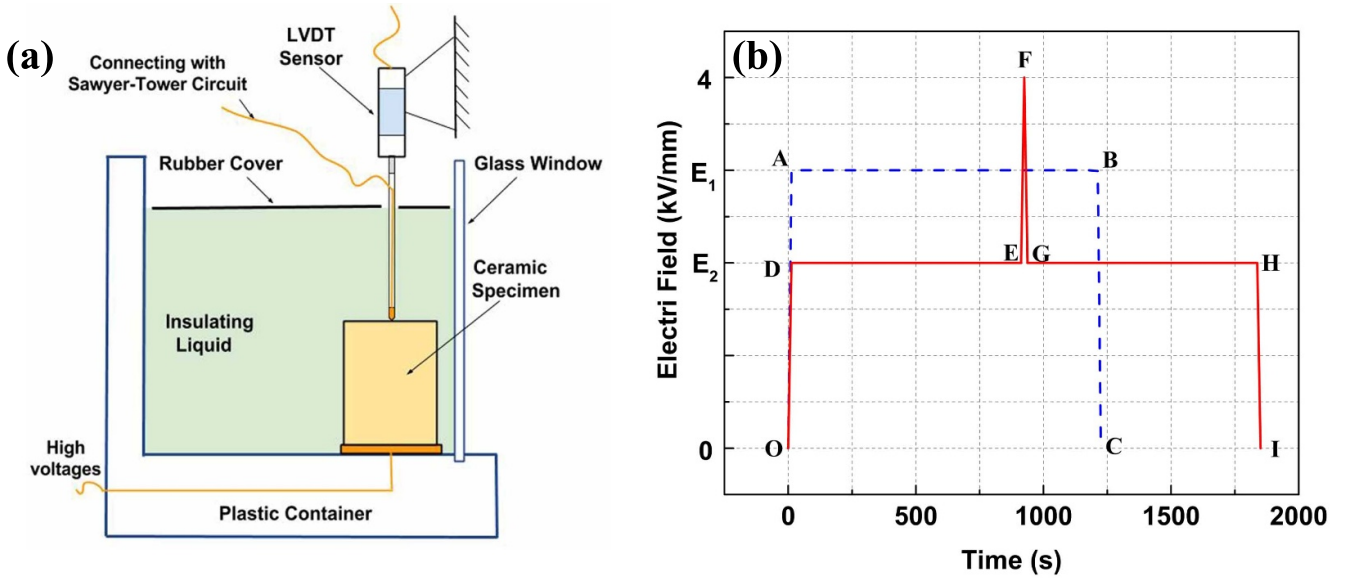 (a)
LVDT
Sensor
Connecting with
Sawyer-Tower Circuit
Rubber Cover
Glass Window
Ceramic
Specimen
Insulating
Liquid
High
voltages
Plastic Container
(b)
Electri Field (kV/mm)
4
E1
E2
0
F
A
B
D
E
G
H
O
C
I
0
500
1000
1500
2000
Time (s)